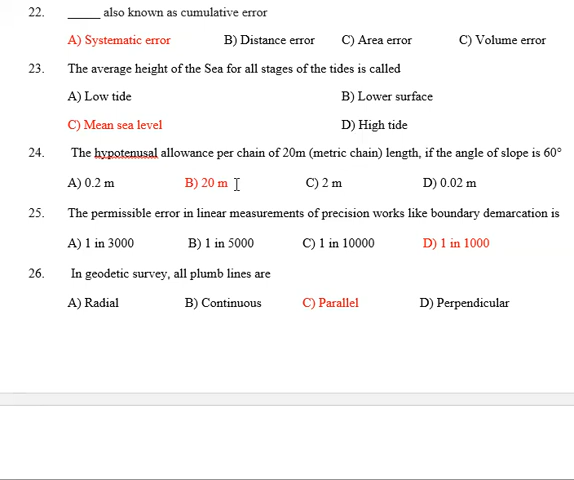 22. _____ also known as cumulative error
A) Systematic error B) Distance error C) Area error C) Volume error
23. The average height of the Sea for all stages of the tides is called
A) Low tide B) Lower surface
C) Mean sea level D) High tide
24. The hypotenusal allowance per chain of 20m (metric chain) length, if the angle of slope is 60°
A) 0.2 m B) 20 m C) 2 m D) 0.02 m
25. The permissible error in linear measurements of precision works like boundary demarcation is
A) 1 in 3000 B) 1 in 5000 C) 1 in 10000 D) 1 in 1000
26. In geodetic survey, all plumb lines are
A) Radial B) Continuous C) Parallel D) Perpendicular